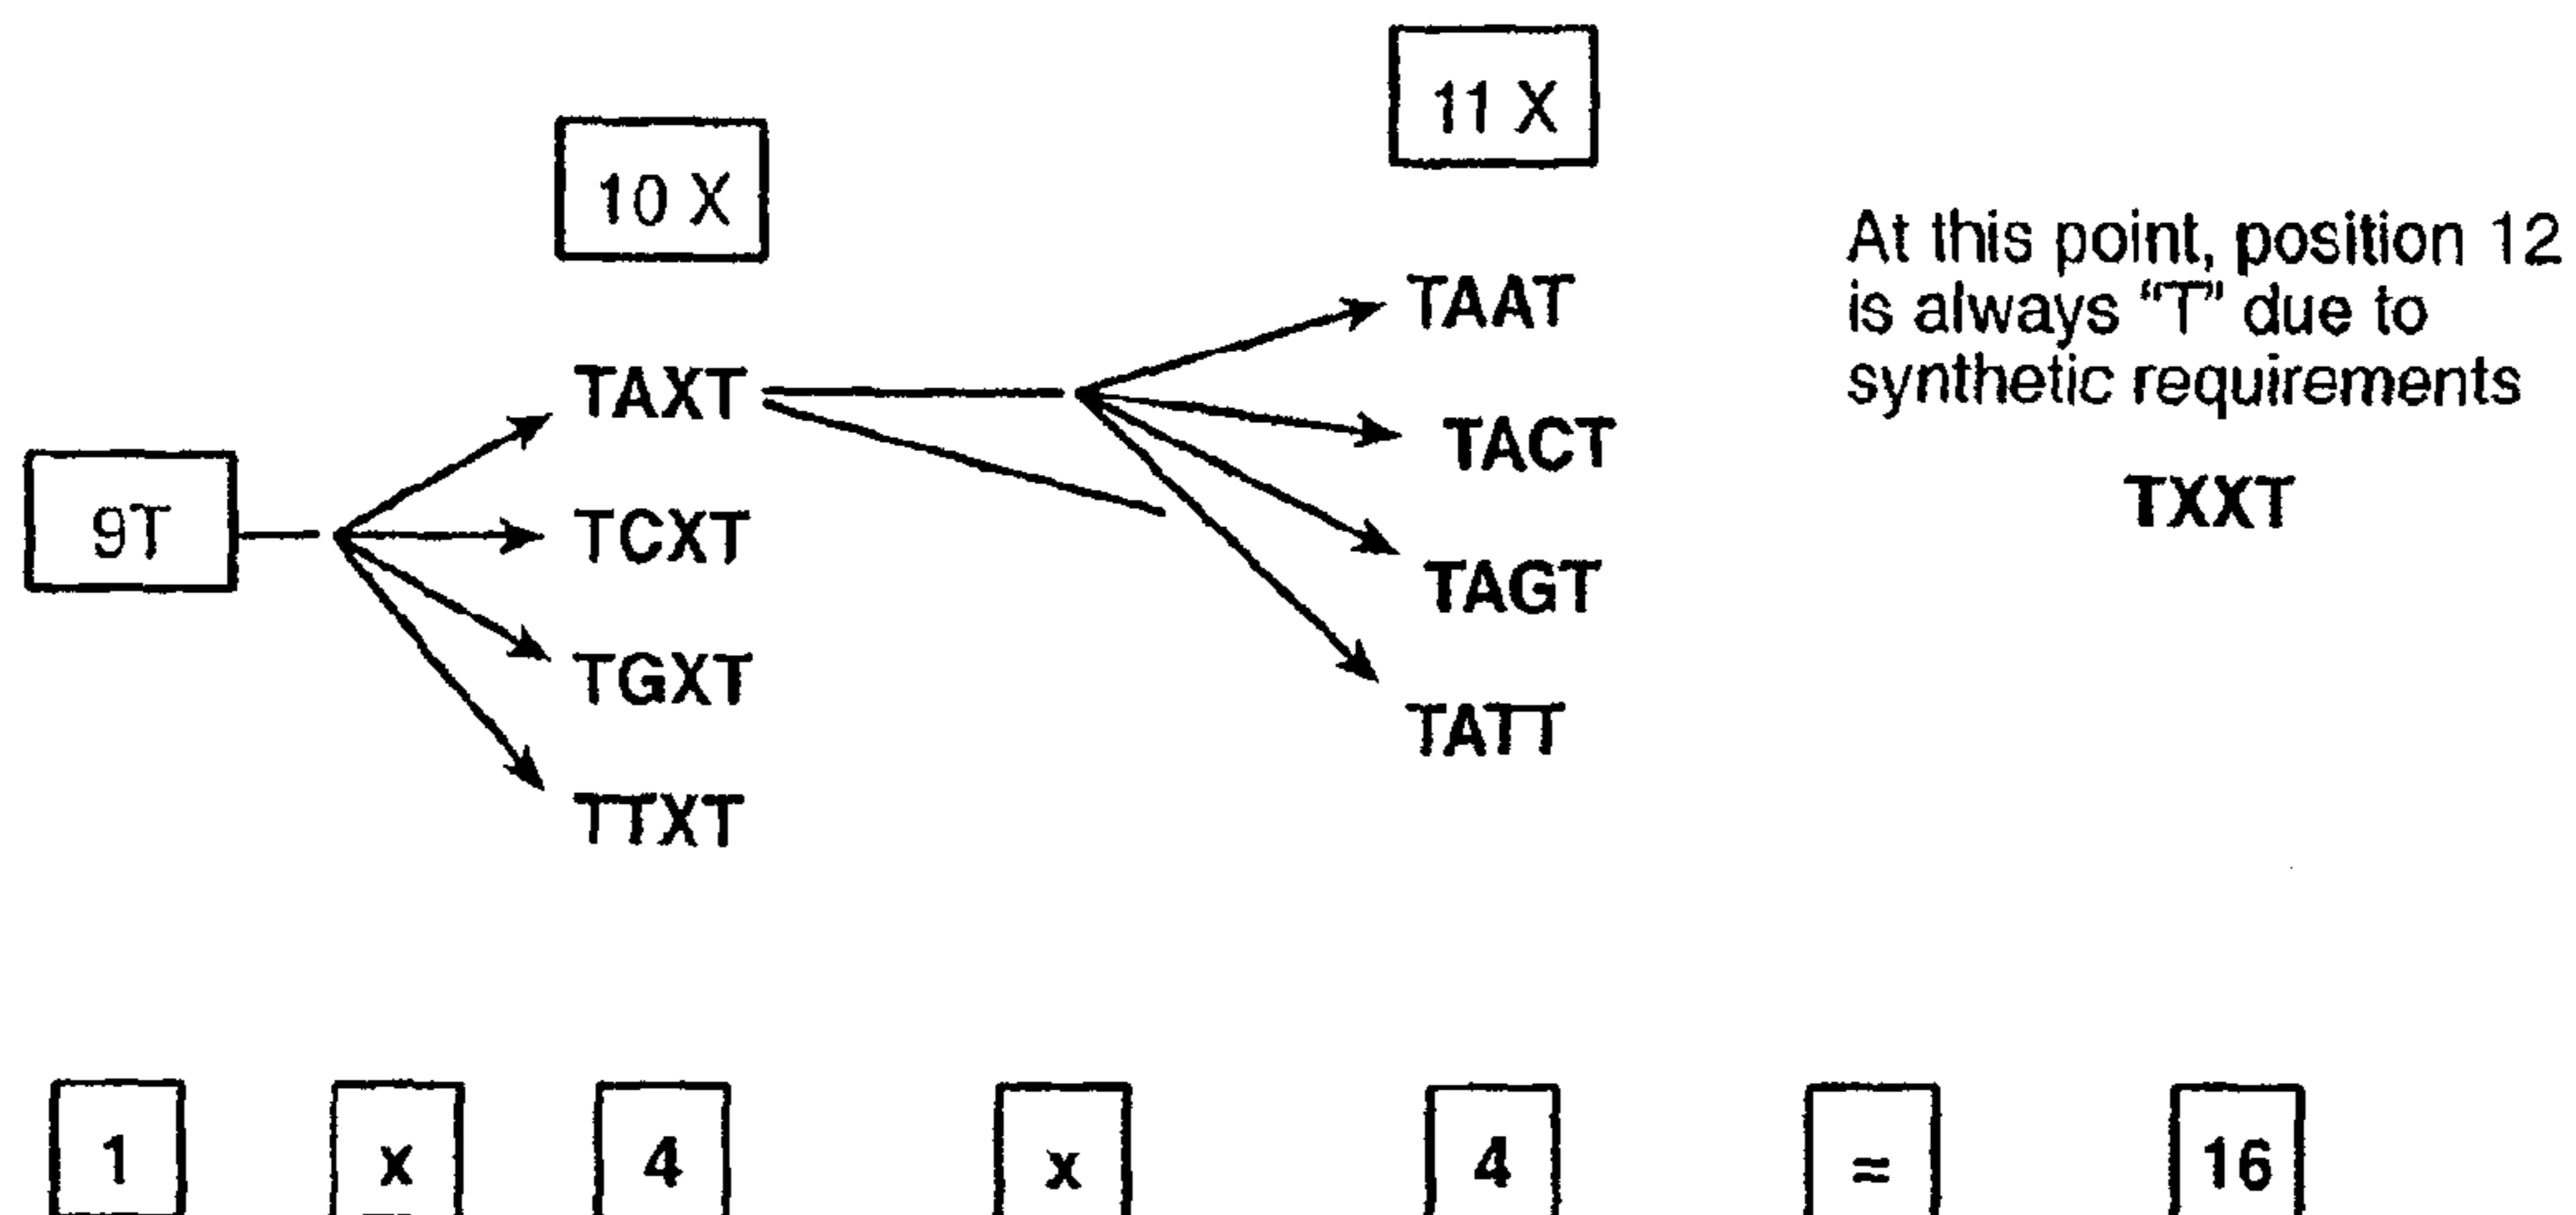 11 X
10 X
At this point, position 12
is always “T” due to
synthetic requirements
TAAT
TAXT
TACT
TXXT
9T
TCXT
TAGT
TGXT
TATT
TTXT
1 x 4 x 4 = 16